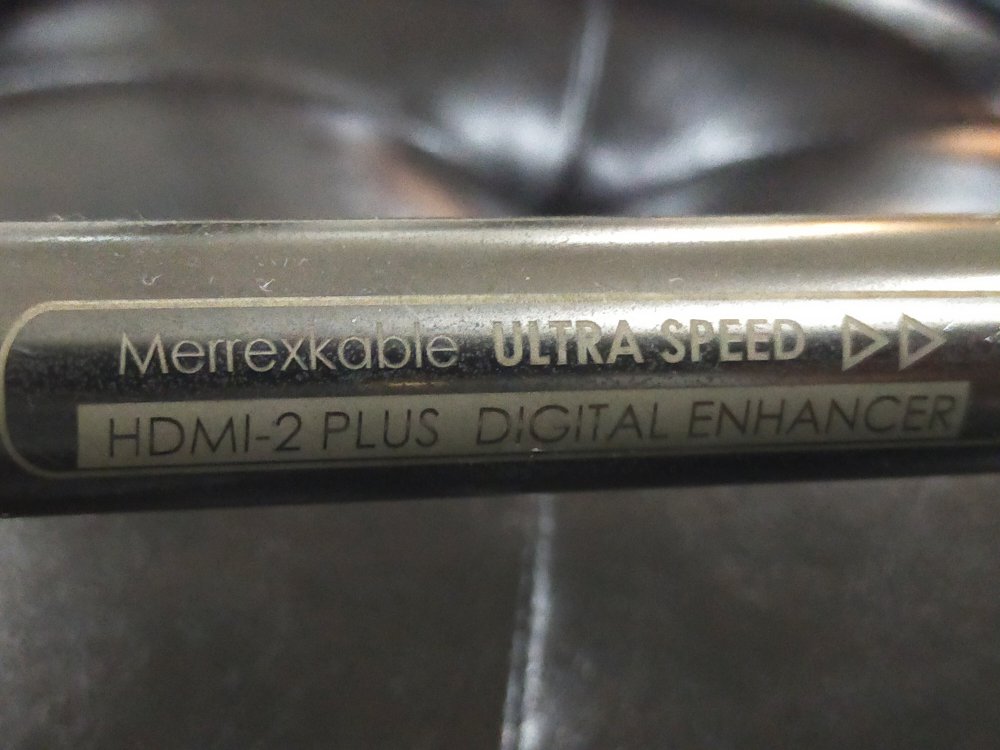 Merrexkable ULTRA SPEED
HDMI-2 PLUS DIGITAL ENHANCER